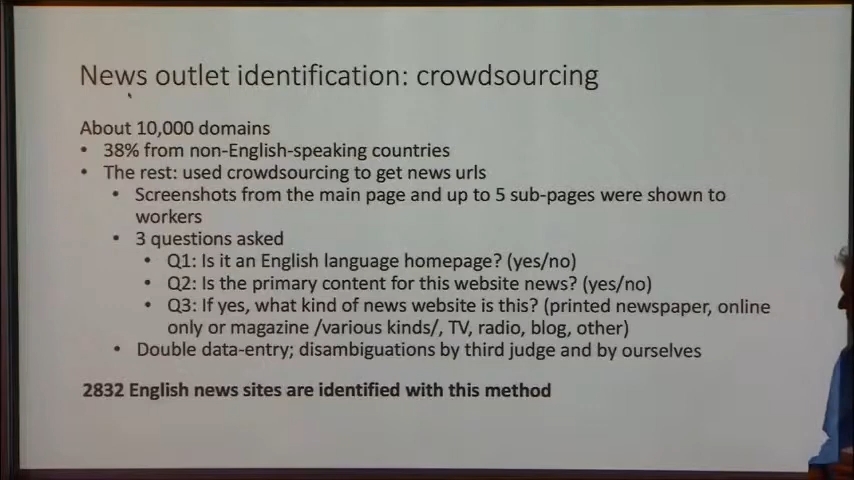 News outlet identification: crowdsourcing
About 10,000 domains
• 38% from non-English-speaking countries
• The rest: used crowdsourcing to get news urls
• Screenshots from the main page and up to 5 sub-pages were shown to
workers
• 3 questions asked
• Q1: Is it an English language homepage? (yes/no)
• Q2: Is the primary content for this website news? (yes/no)
• Q3: If yes, what kind of news website is this? (printed newspaper, online
only or magazine /various kinds/, TV, radio, blog, other)
• Double data-entry; disambiguations by third judge and by ourselves
2832 English news sites are identified with this method